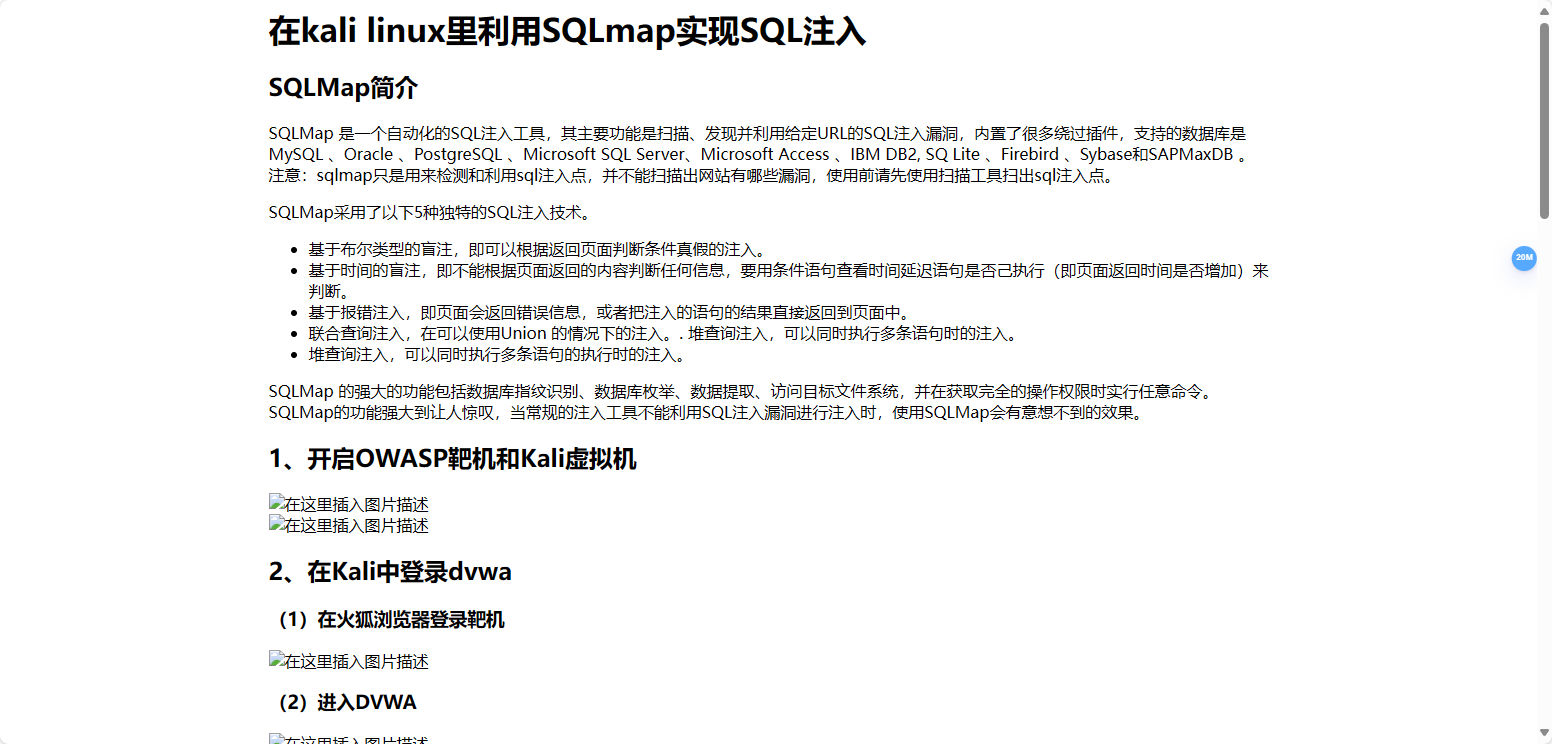 在kali linux里利用SQLmap实现SQL注入
SQLMap简介
SQLMap 是一个自动化的SQL注入工具，其主要功能是扫描、发现并利用给定URL的SQL注入漏洞，内置了很多绕过插件，支持的数据库是
MySQL 、Oracle 、PostgreSQL 、Microsoft SQL Server、Microsoft Access 、IBM DB2, SQ Lite 、Firebird 、Sybase和SAPMaxDB 。
注意：sqlmap只是用来检测和利用sql注入点，并不能扫描出网站有哪些漏洞，使用前请先使用扫描工具扫出sql注入点。
SQLMap采用了以下5种独特的SQL注入技术。
• 基于布尔类型的盲注，即可以根据返回页面判断条件真假的注入。
• 基于时间的盲注，即不能根据页面返回的内容判断任何信息，要用条件语句查看时间延迟语句是否己执行（即页面返回时间是否增加）来
判断。
• 基于报错注入，即页面会返回错误信息，或者把注入的语句的结果直接返回到页面中。
• 联合查询注入，在可以使用Union 的情况下的注入。. 堆查询注入，可以同时执行多条语句时的注入。
• 堆查询注入，可以同时执行多条语句的执行时的注入。
SQLMap 的强大的功能包括数据库指纹识别、数据库枚举、数据提取、访问目标文件系统，并在获取完全的操作权限时实行任意命令。
SQLMap的功能强大到让人惊叹，当常规的注入工具不能利用SQL注入漏洞进行注入时，使用SQLMap会有意想不到的效果。
1、开启OWASP靶机和Kali虚拟机
在这里插入图片描述
在这里插入图片描述
2、在Kali中登录dvwa
（1）在火狐浏览器登录靶机
在这里插入图片描述
（2）进入DVWA
在这里插入图片描述
20M